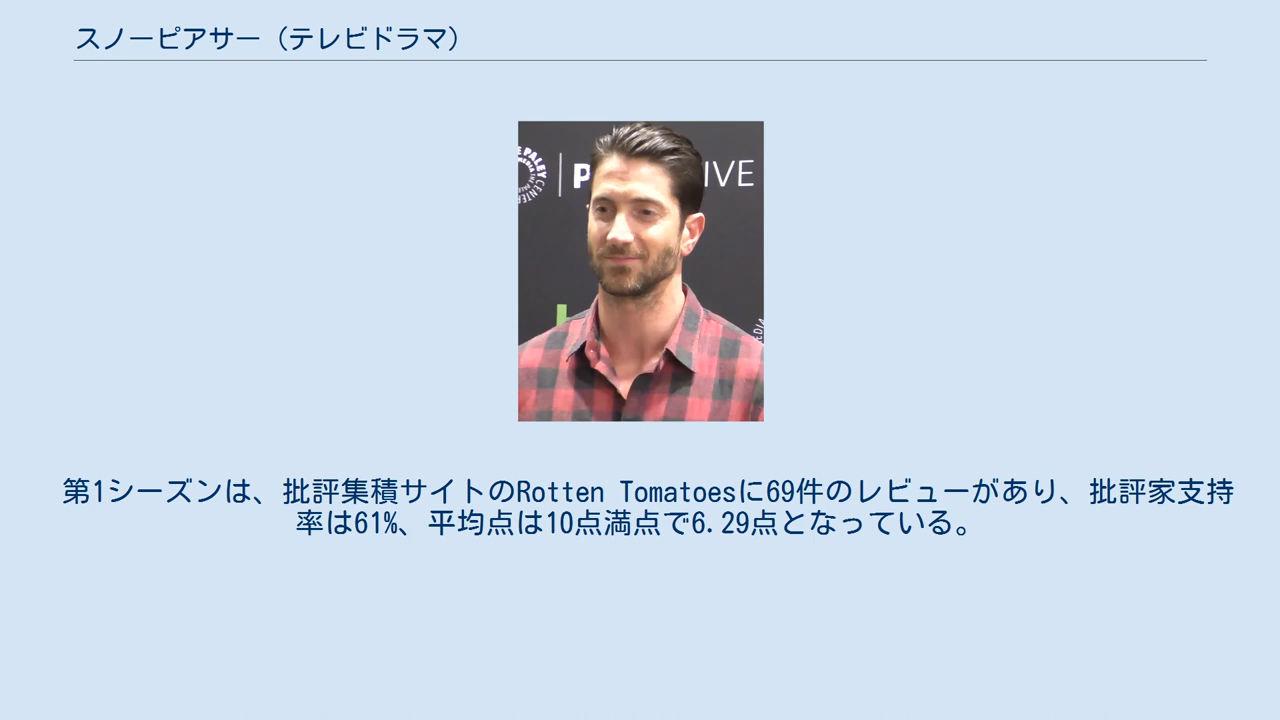 スノーピアサー（テレビドラマ）
THE PALEY CENTER
P IVE
第1シーズンは、批評集積サイトのRotten Tomatoesに69件のレビューがあり、批評家支持
率は61%、平均点は10点満点で6.29点となっている。